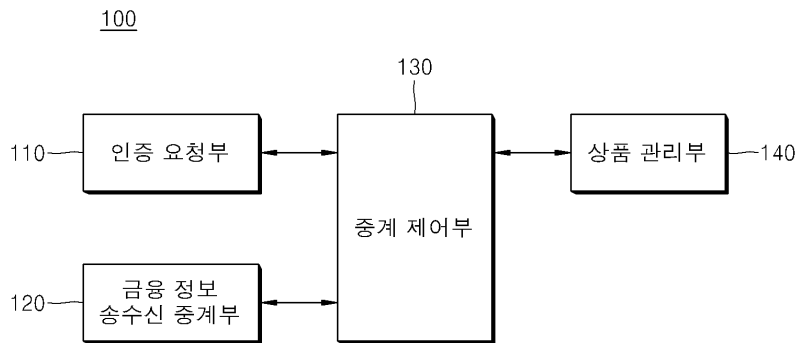 100
130
110
인증 요청부
상품 관리부
140
중계 제어부
120
금융 정보
송수신 중계부